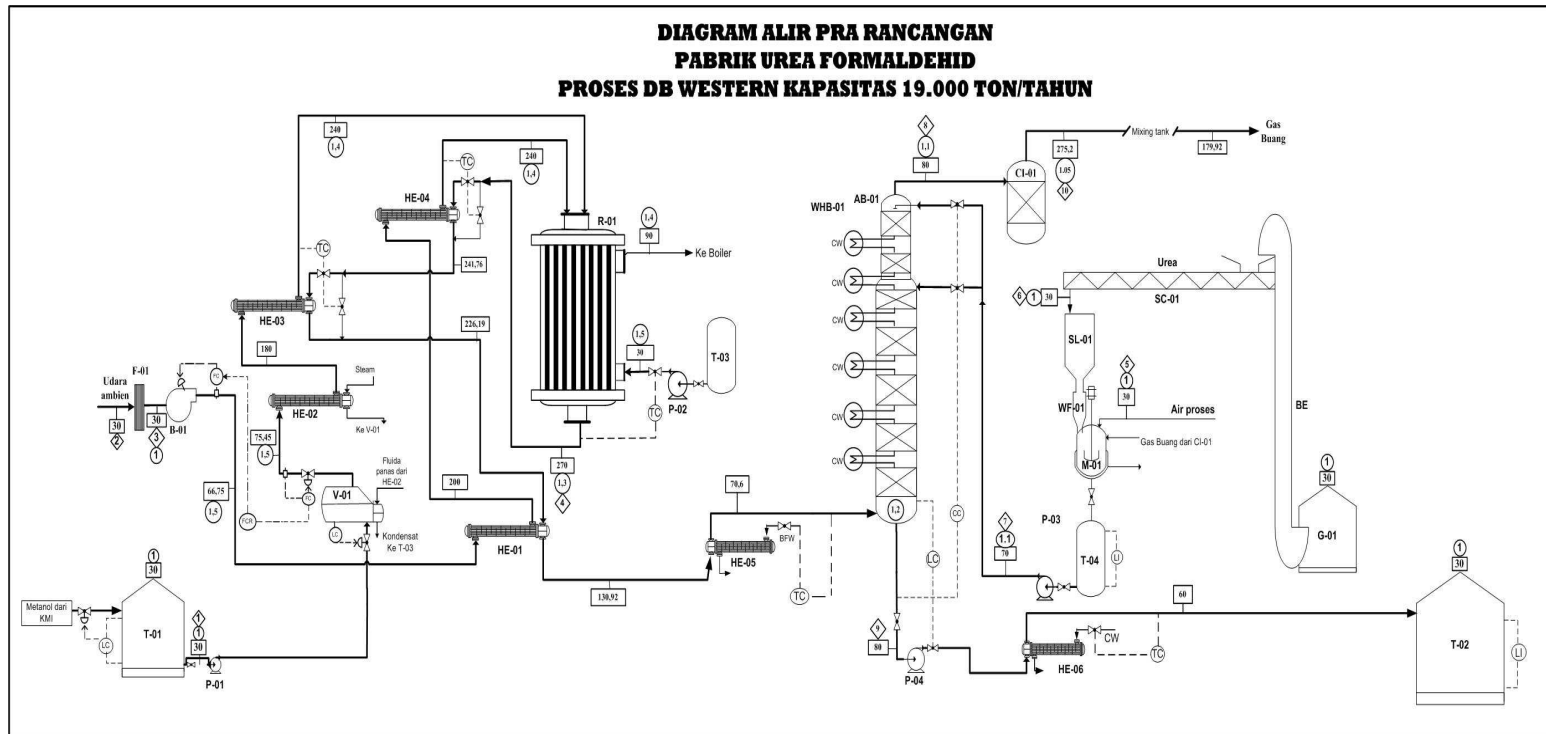 DIAGRAM ALIR PRA RANCANGAN
PABRIK UREA FORMALDEHID
PROSES DB WESTERN KAPASITAS 19.000 TON/TAHUN
240
1,4
240
1,4
TC
HE-04
TC
241,76
HE-03
226,19
180
Steam
HE-02
Ke V-01
Udara
ambien
F-01
30
2
30
3
1
B-01
FC
75,45
1,5
Fluida
panas dari
HE-02
V-01
FC
FCR
LC
Kondensat
Ke T-03
66,75
1,5
200
HE-01
1
30
Metanol dari
KMI
LC
T-01
1
1
30
P-01
R-01
1,4
90
Ke Boiler
1,5
30
T-03
P-02
TC
270
1,3
4
130,92
70,6
BFW
HE-05
TC
8
1,1
80
WHB-01
AB-01
CW
CW
CW
CW
CW
CW
1,2
LC
CC
9
80
P-04
CI-01
275,2
1.05
10
Mixing tank
179,92
Gas
Buang
Urea
SC-01
6
1
30
SL-01
WF-01
5
1
30
Air proses
Gas Buang dari CI-01
M-01
P-03
7
1.1
70
T-04
LI
BE
1
30
G-01
60
CW
HE-06
TC
1
30
T-02
LI